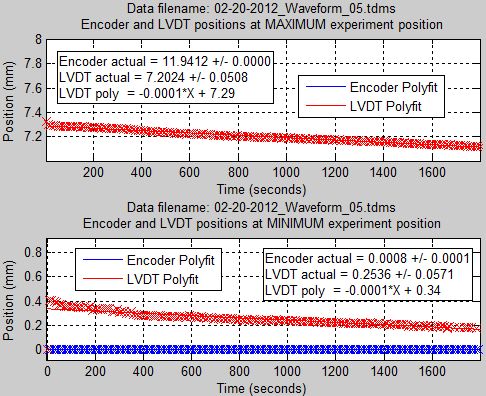 Data filename: 02-20-2012_Waveform_05.tdms
Encoder and LVDT positions at MAXIMUM experiment position
8
7.8
7.6
7.4
7.2
Position (mm)
Encoder actual = 11.9412 +/- 0.0000
LVDT actual = 7.2024 +/- 0.0508
LVDT poly = -0.0001*X + 7.29
Encoder Polyfit
LVDT Polyfit
200 400 600 800 1000 1200 1400 1600
Time (seconds)
Data filename: 02-20-2012_Waveform_05.tdms
Encoder and LVDT positions at MINIMUM experiment position
0.8
0.6
0.4
0.2
0
Position (mm)
Encoder Polyfit
LVDT Polyfit
Encoder actual = 0.0008 +/- 0.0001
LVDT actual = 0.2536 +/- 0.0571
LVDT poly = -0.0001*X + 0.34
0 200 400 600 800 1000 1200 1400 1600
Time (seconds)